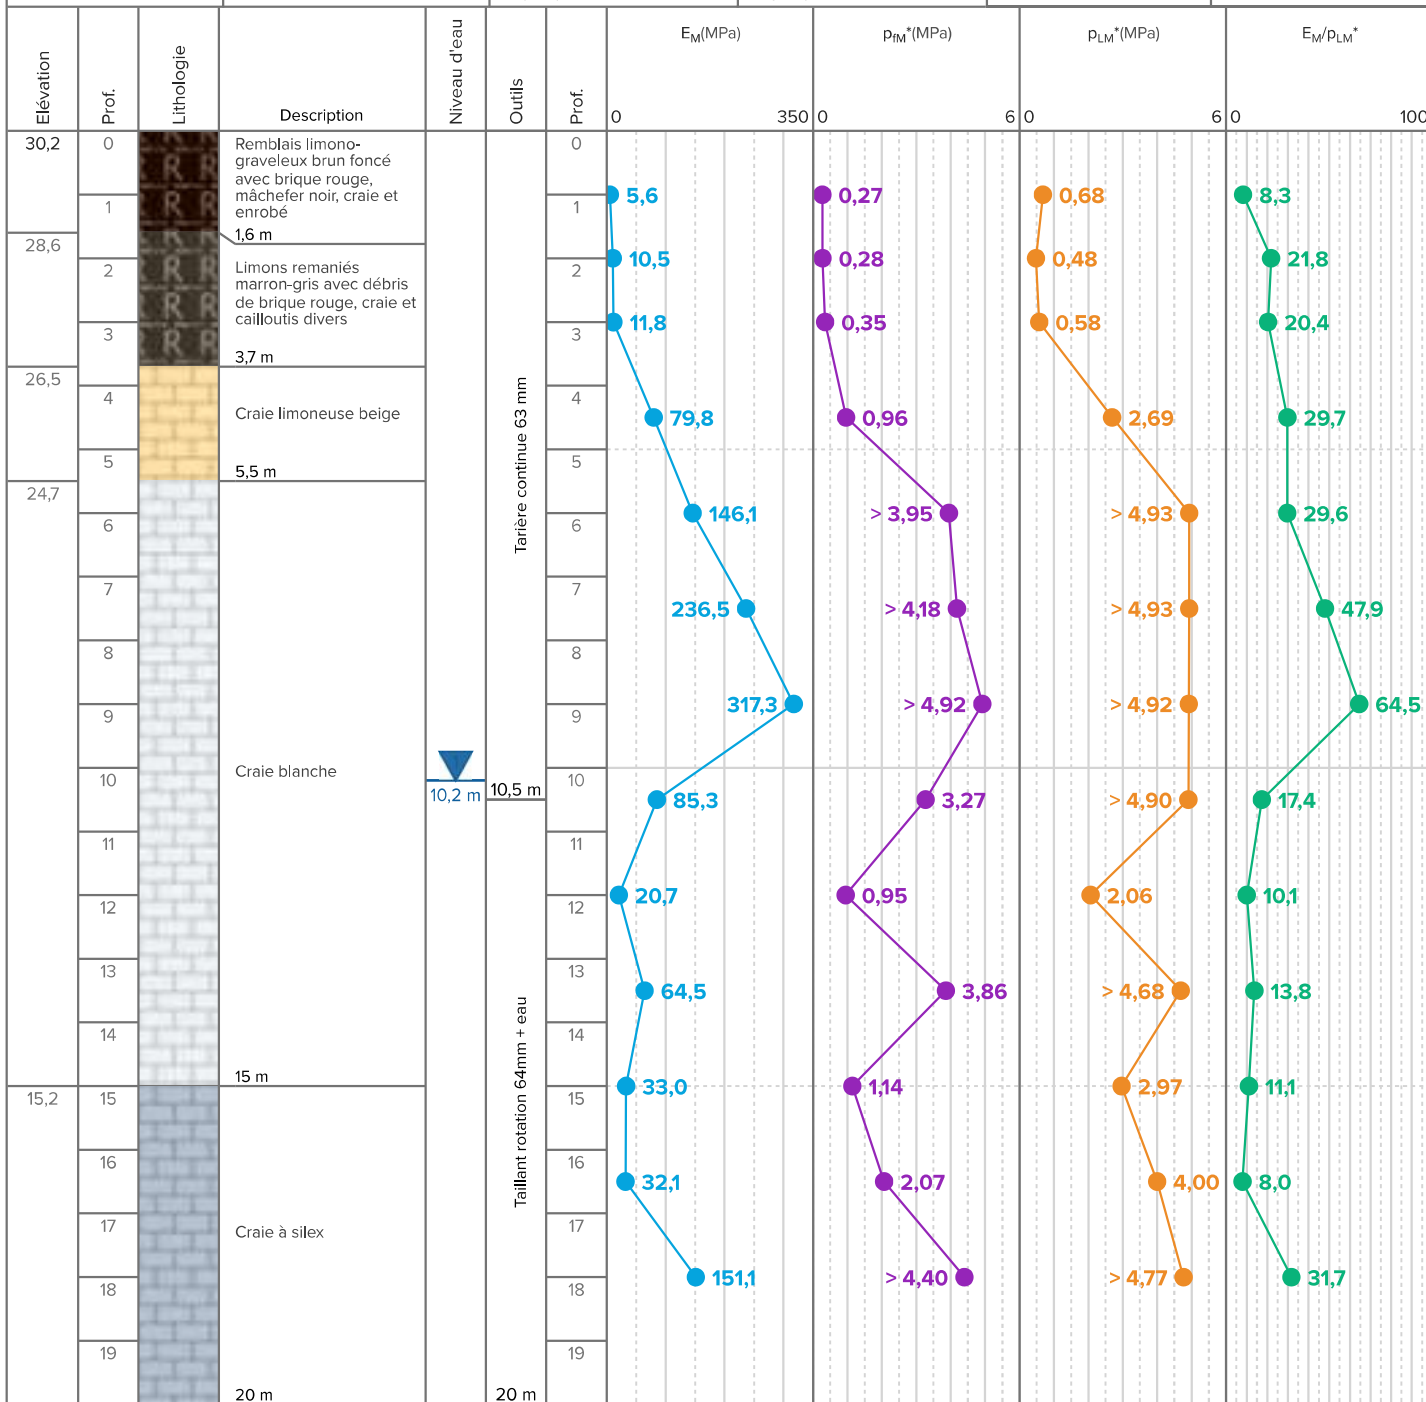 Elévation
Prof.
Lithologie
Description
Niveau d'eau
Outils
Prof.
E_M(MPa)
0 350
p_fM*(MPa)
0 6
p_LM*(MPa)
0 6
E_M/p_LM*
0 100
30,2
28,6
26,5
24,7
15,2
0
1
2
3
4
5
6
7
8
9
10
11
12
13
14
15
16
17
18
19
R R
R R
R R
R R
R R
Remblais limono-
graveleux brun foncé
avec brique rouge,
mâchefer noir, craie et
enrobé
1,6 m
Limons remaniés
marron-gris avec débris
de brique rouge, craie et
cailloutis divers
3,7 m
Craie limoneuse beige
5,5 m
Craie blanche
15 m
Craie à silex
20 m
1
10,2 m
Tarière continue 63 mm
10,5 m
Taillant rotation 64mm + eau
20 m
0
1
2
3
4
5
6
7
8
9
10
11
12
13
14
15
16
17
18
19
5,6
10,5
11,8
79,8
146,1
236,5
317,3
85,3
20,7
64,5
33,0
32,1
151,1
0,27
0,28
0,35
0,96
> 3,95
> 4,18
> 4,92
3,27
0,95
3,86
1,14
2,07
> 4,40
0,68
0,48
0,58
2,69
> 4,93
> 4,93
> 4,92
> 4,90
2,06
> 4,68
2,97
4,00
> 4,77
8,3
21,8
20,4
29,7
29,6
47,9
64,5
17,4
10,1
13,8
11,1
8,0
31,7